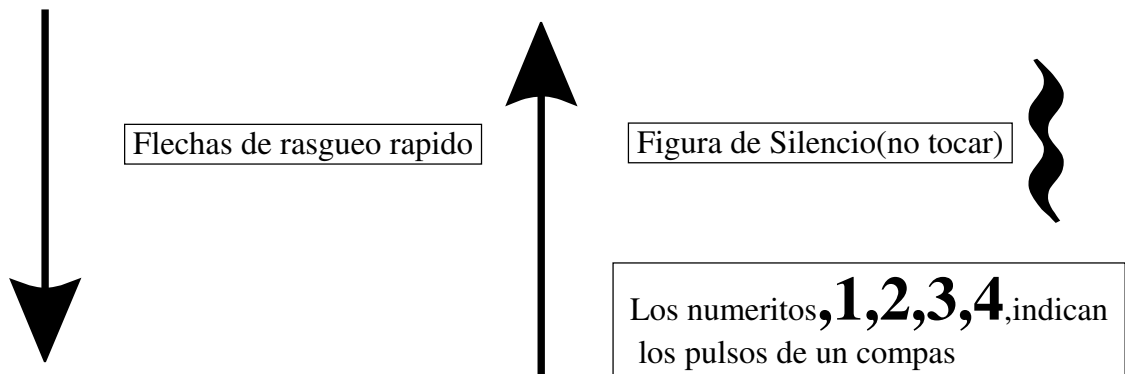 Flechas de rasgueo rapido
Figura de Silencio(no tocar)
Los numeritos,1,2,3,4,indican
los pulsos de un compas